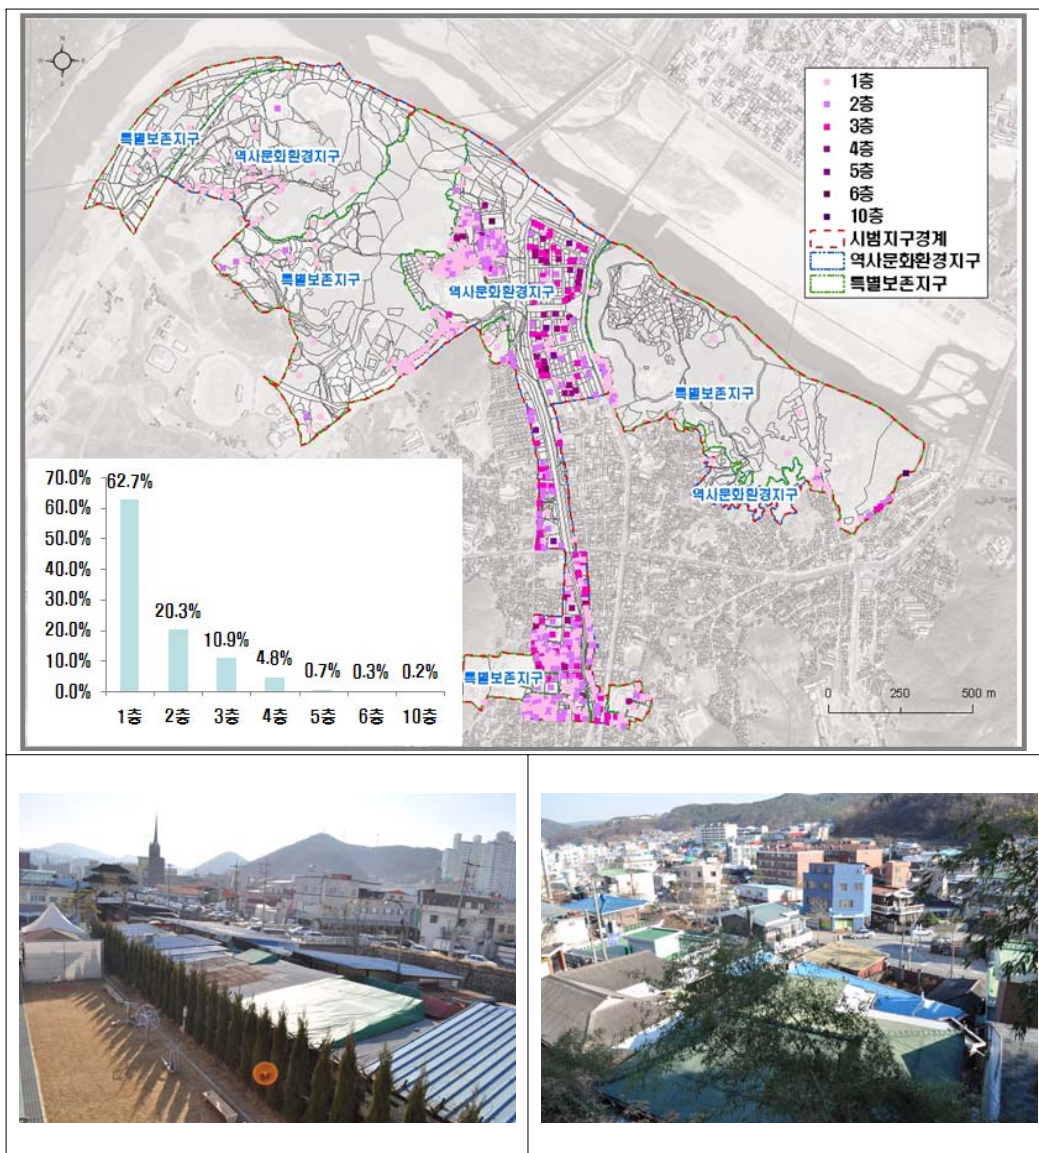 N
W
E
S
1층
2층
3층
4층
5층
6층
10층
시범지구경계
역사문화환경지구
특별보존지구
특별보존지구
역사문화환경지구
특별보존지구
역사문화환경지구
특별보존지구
역사문화환경지구
특별보존지구
0 250 500 m
70.0%
60.0%
50.0%
40.0%
30.0%
20.0%
10.0%
0.0%
62.7%
20.3%
10.9%
4.8%
0.7%
0.3%
0.2%
1층 2층 3층 4층 5층 6층 10층